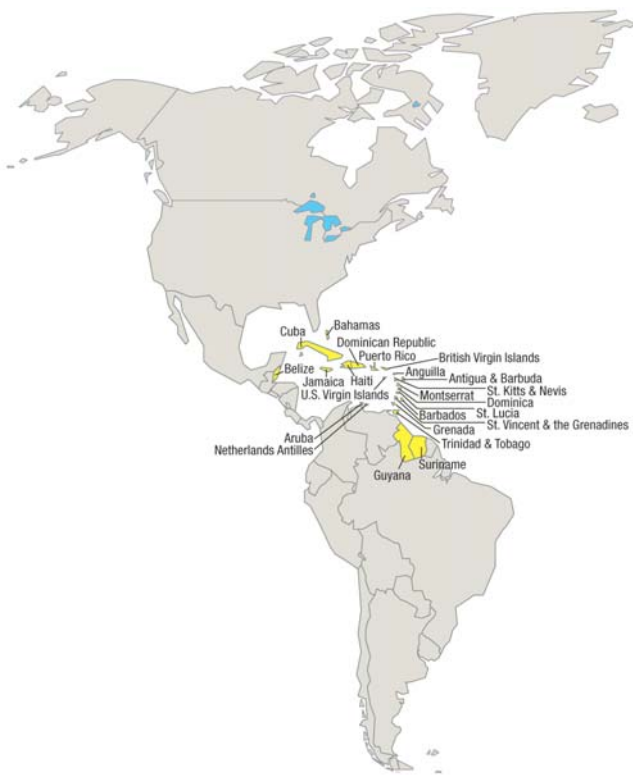 Bahamas
Cuba
Dominican Republic
Puerto Rico
British Virgin Islands
Belize
Anguilla
Antigua & Barbuda
Jamaica
Haiti
St. Kitts & Nevis
U.S. Virgin Islands
Montserrat
Dominica
Barbados
St. Lucia
St. Vincent & the Grenadines
Grenada
Aruba
Trinidad & Tobago
Netherlands Antilles
Suriname
Guyana